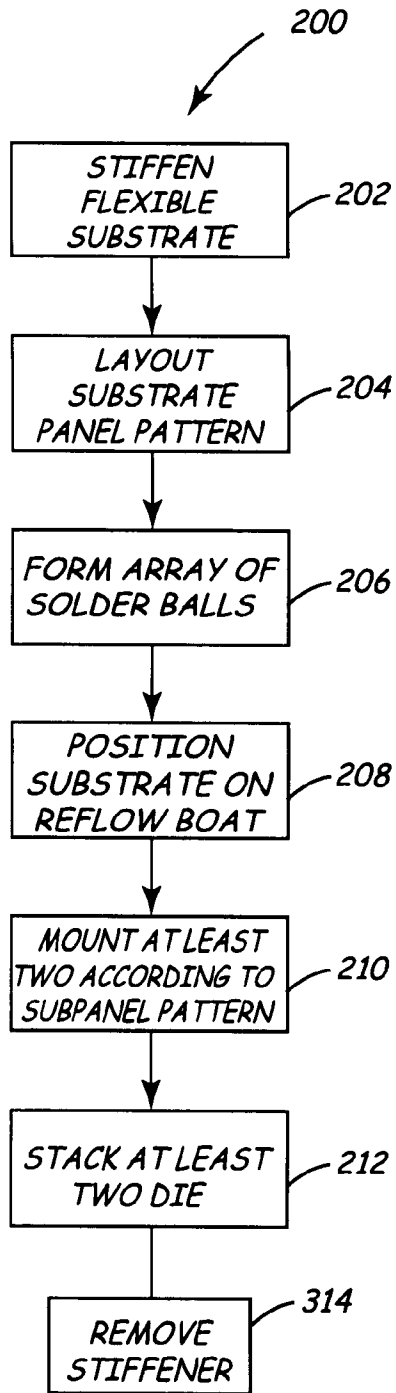 200
STIFFEN
FLEXIBLE
SUBSTRATE
202
LAYOUT
SUBSTRATE
PANEL PATTERN
204
FORM ARRAY OF
SOLDER BALLS
206
POSITION
SUBSTRATE ON
REFLOW BOAT
208
MOUNT AT LEAST
TWO ACCORDING TO
SUBPANEL PATTERN
210
STACK AT LEAST
TWO DIE
212
REMOVE
STIFFENER
314